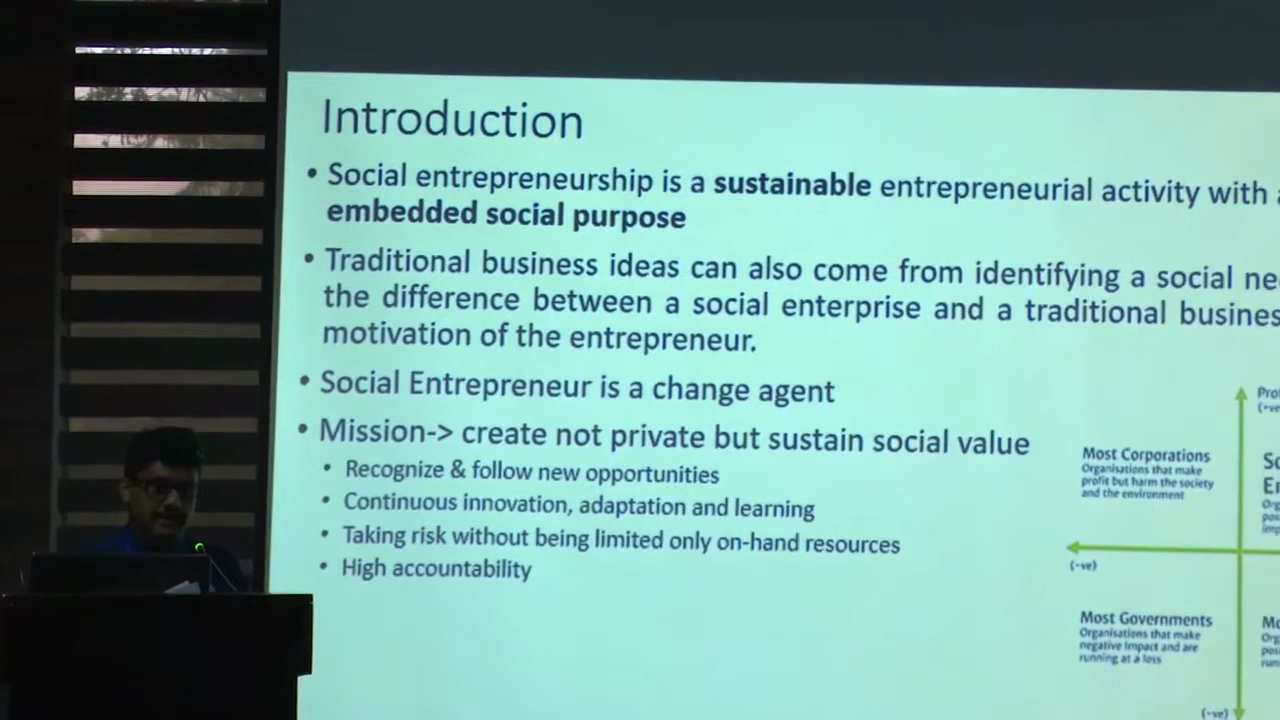 Introduction
• Social entrepreneurship is a sustainable entrepreneurial activity with
embedded social purpose
• Traditional business ideas can also come from identifying a social
the difference between a social enterprise and a traditional
motivation of the entrepreneur.
• Social Entrepreneur is a change agent
• Mission-> create not private but sustain social value
• Recognize & follow new opportunities
• Continuous innovation, adaptation and learning
• Taking risk without being limited only on-hand resources
• High accountability
(+ve
Most Corporations
Organisations that make
profit but harm the society
and the environment
(-ve)
Most Governments
Organisations that make
negative impact and are
running at a loss
(-ve)